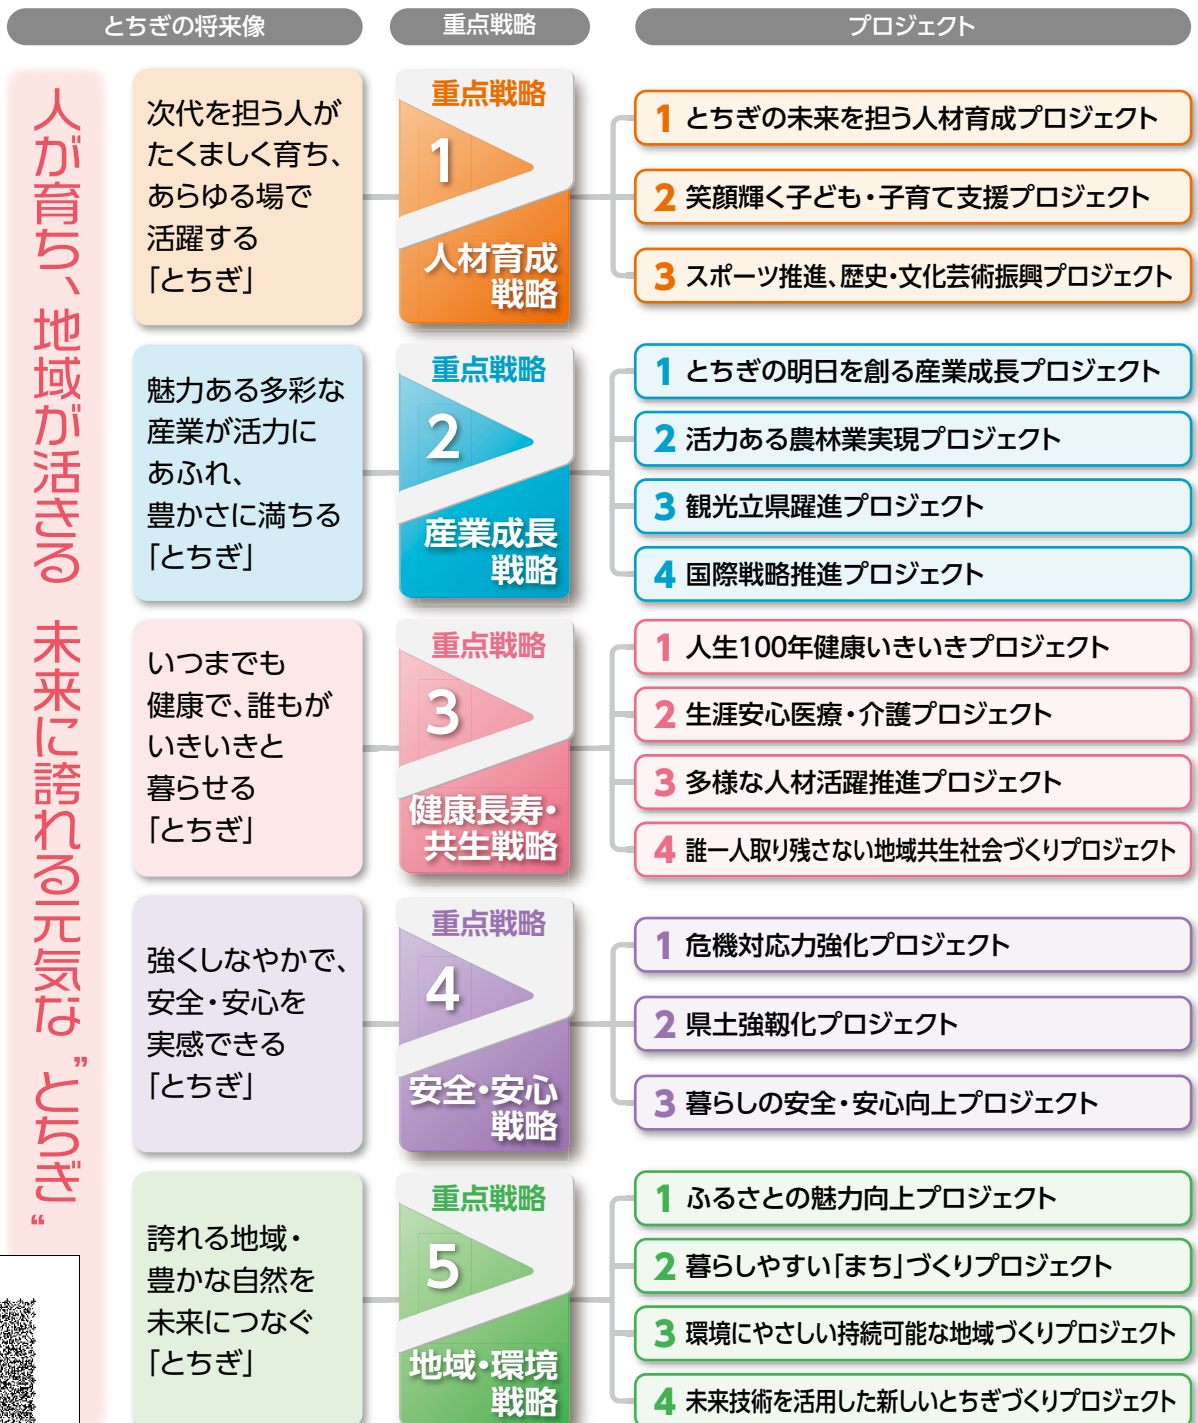 とちぎの将来像
重点戦略
プロジェクト
人が育ち、地域が活きる 未来に誇れる元気な “とちぎ”
次代を担う人が
たくましく育ち、
あらゆる場で
活躍する
「とちぎ」
重点戦略
1
人材育成
戦略
1 とちぎの未来を担う人材育成プロジェクト
2 笑顔輝く子ども・子育て支援プロジェクト
3 スポーツ推進、歴史・文化芸術振興プロジェクト
魅力ある多彩な
産業が活力に
あふれ、
豊かさに満ちる
「とちぎ」
重点戦略
2
産業成長
戦略
1 とちぎの明日を創る産業成長プロジェクト
2 活力ある農林業実現プロジェクト
3 観光立県躍進プロジェクト
4 国際戦略推進プロジェクト
いつまでも
健康で、誰もが
いきいきと
暮らせる
「とちぎ」
重点戦略
3
健康長寿・
共生戦略
1 人生100年健康いきいきプロジェクト
2 生涯安心医療・介護プロジェクト
3 多様な人材活躍推進プロジェクト
4 誰一人取り残さない地域共生社会づくりプロジェクト
強くしなやかで、
安全・安心を
実感できる
「とちぎ」
重点戦略
4
安全・安心
戦略
1 危機対応力強化プロジェクト
2 県土強靱化プロジェクト
3 暮らしの安全・安心向上プロジェクト
誇れる地域・
豊かな自然を
未来につなぐ
「とちぎ」
重点戦略
5
地域・環境
戦略
1 ふるさとの魅力向上プロジェクト
2 暮らしやすい「まち」づくりプロジェクト
3 環境にやさしい持続可能な地域づくりプロジェクト
4 未来技術を活用した新しいとちぎづくりプロジェクト